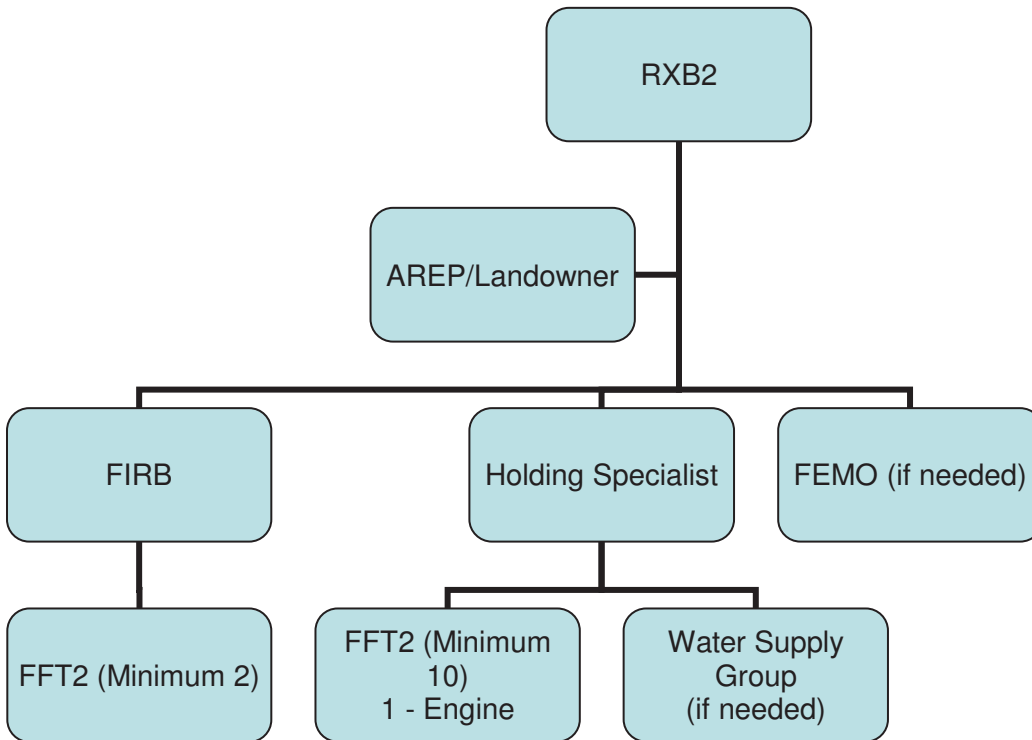 RXB2
AREP/Landowner
FIRB
Holding Specialist
FEMO (if needed)
FFT2 (Minimum 2)
FFT2 (Minimum
10)
1 - Engine
Water Supply
Group
(if needed)